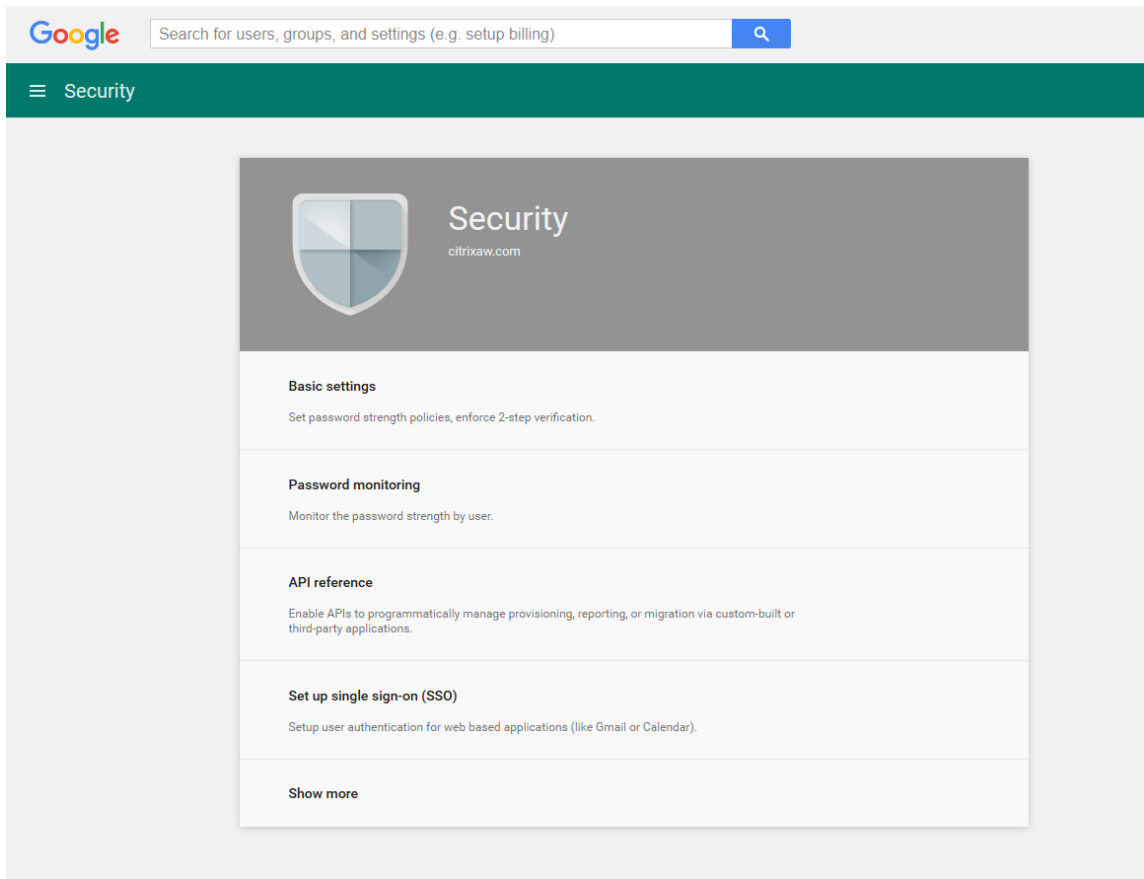 Google
Search for users, groups, and settings (e.g. setup billing)
Security
Security
citrixaw.com
Basic settings
Set password strength policies, enforce 2-step verification.
Password monitoring
Monitor the password strength by user.
API reference
Enable APIs to programmatically manage provisioning, reporting, or migration via custom-built or
third-party applications.
Set up single sign-on (SSO)
Setup user authentication for web based applications (like Gmail or Calendar).
Show more